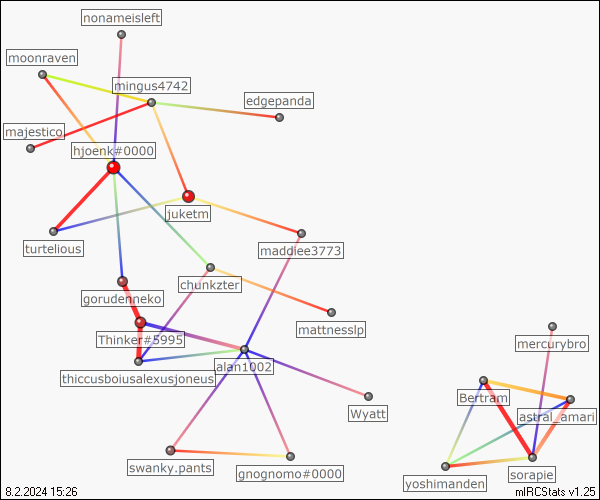 nonameisleft
moonraven
mingus4742
edgepanda
majestico
hjoenk#0000
juketm
turtelious
maddiee3773
chunkzter
gorudenneko
mattnesslp
Thinker#5995
mercurybro
alan1002
thiccusboiusalexusjoneus
Bertram
Wyatt
astral_amari
swanky.pants
gnognomo#0000
sorapie
yoshimanden
8.2.2024 15:26
mIRCStats v1.25